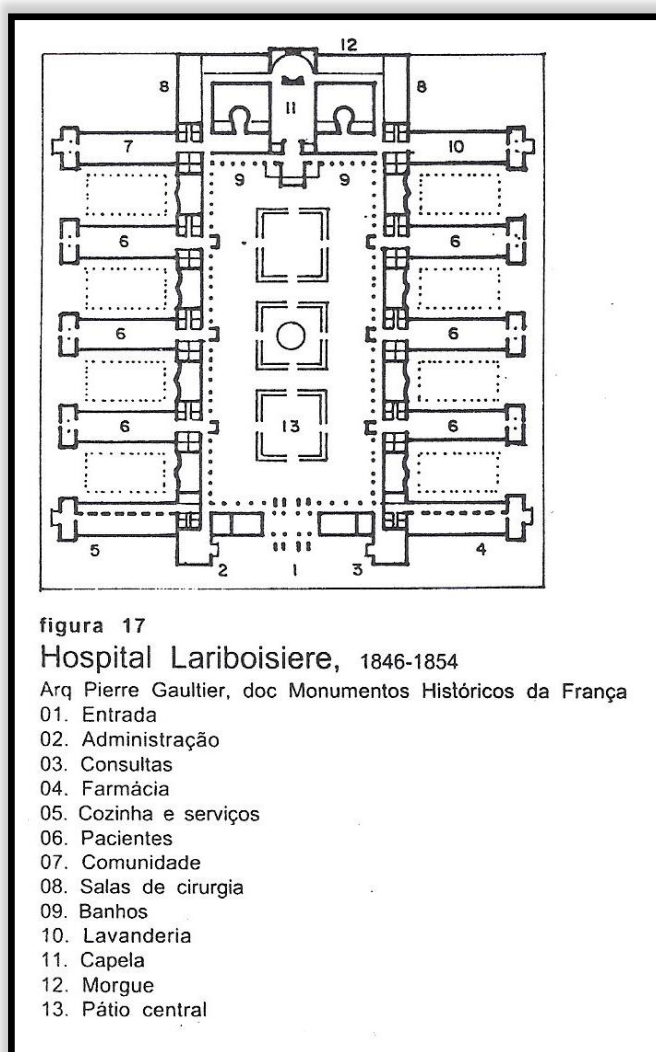 12
8 8
11
7 10
9 9
6 6
6 6
13
6 6
5 2 1 3 4
figura 17
Hospital Lariboisiere, 1846-1854
Arq Pierre Gaultier, doc Monumentos Históricos da França
01. Entrada
02. Administração
03. Consultas
04. Farmácia
05. Cozinha e serviços
06. Pacientes
07. Comunidade
08. Salas de cirurgia
09. Banhos
10. Lavanderia
11. Capela
12. Morgue
13. Pátio central